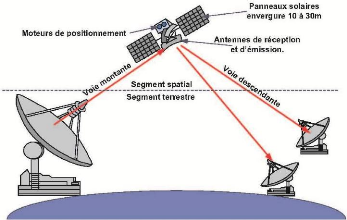 Panneaux solaires
envergure 10 à 30m
Moteurs de positionnement
Antennes de réception
et d'émission.
Voie montante
Voie descendante
Segment spatial
Segment terrestre